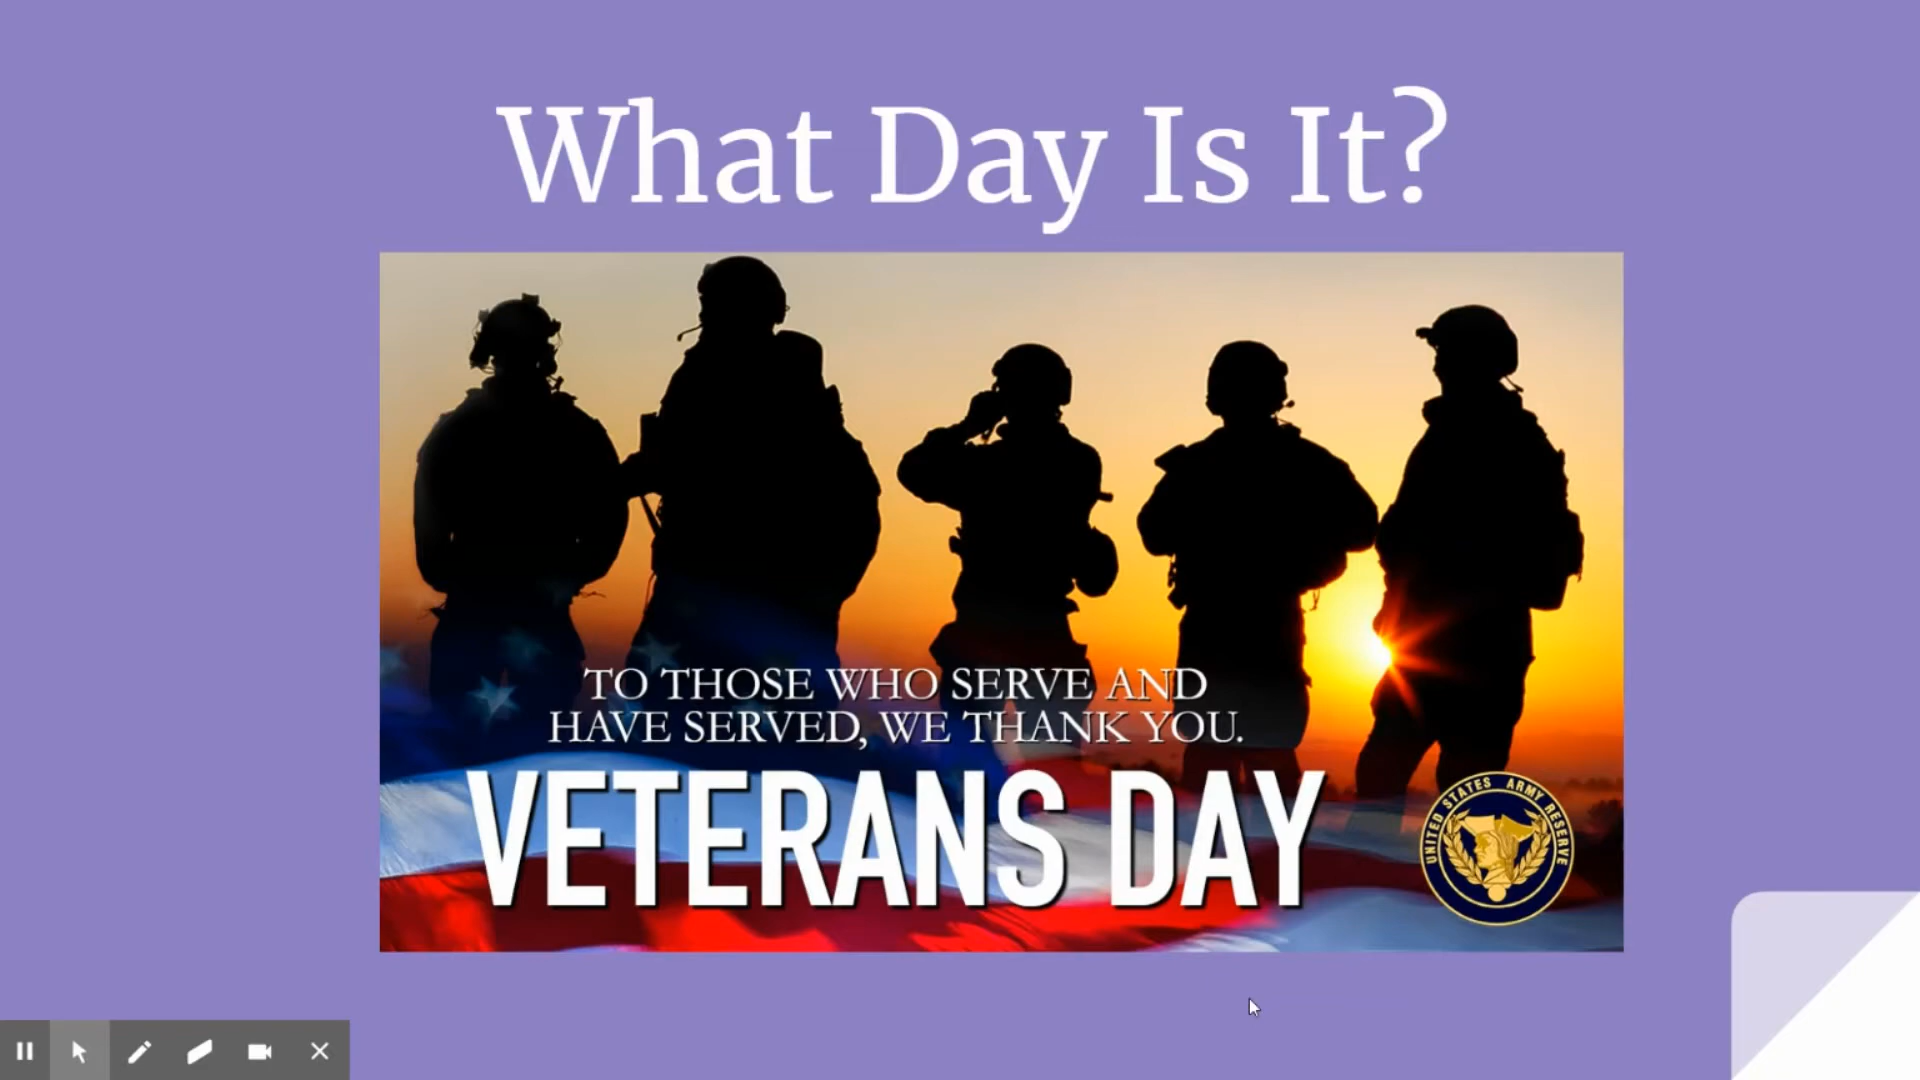 What Day Is It?
TO THOSE WHO SERVE AND
HAVE SERVED, WE THANK YOU.
VETERANS DAY
UNITED STATES ARMY RESERVE